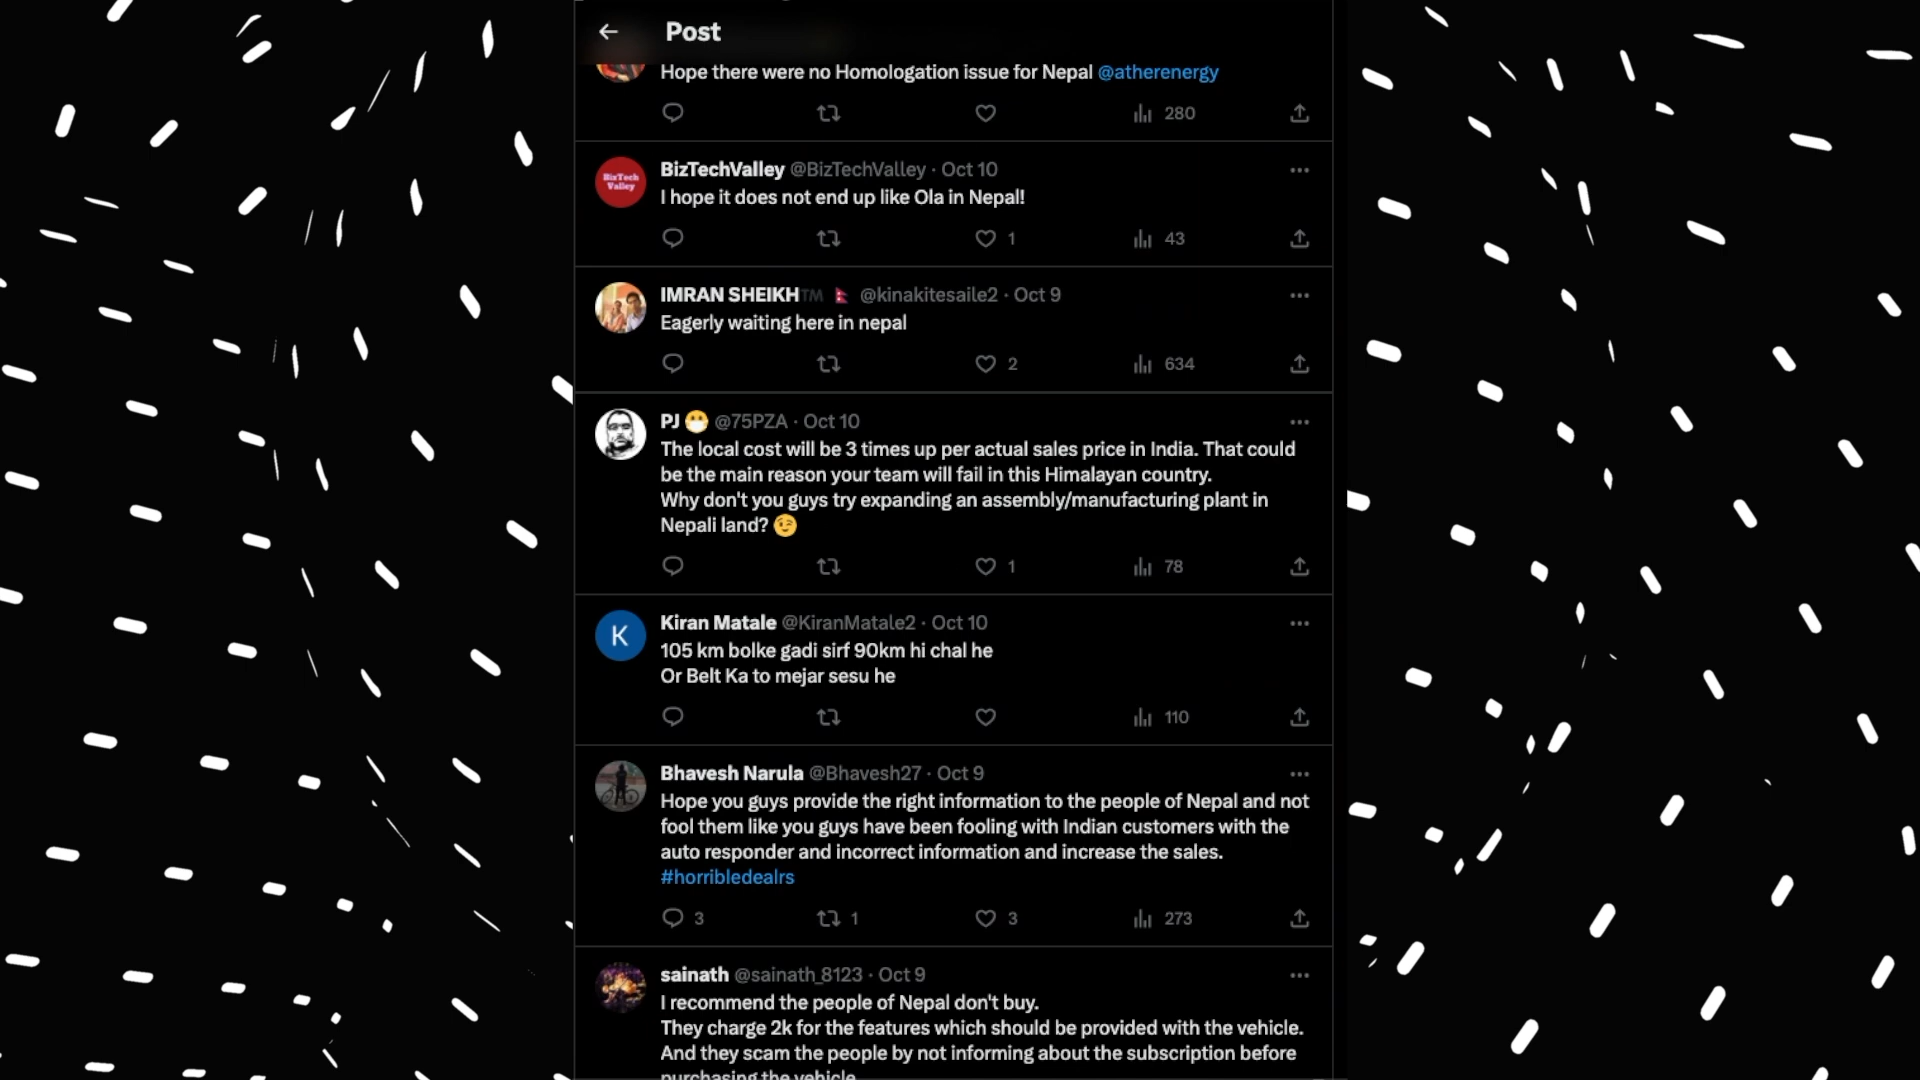 Post
Hope there were no Homologation issue for Nepal @atherenergy
280
BizTech
Valley
BizTechValley @BizTechValley · Oct 10
I hope it does not end up like Ola in Nepal!
1 43
IMRAN SHEIKH™ 🇳🇵 @kinakitesaile2 · Oct 9
Eagerly waiting here in nepal
2 634
PJ 😷 @75PZA · Oct 10
The local cost will be 3 times up per actual sales price in India. That could
be the main reason your team will fail in this Himalayan country.
Why don't you guys try expanding an assembly/manufacturing plant in
Nepali land? 😉
1 78
K
Kiran Matale @KiranMatale2 · Oct 10
105 km bolke gadi sirf 90km hi chal he
Or Belt Ka to mejar sesu he
110
Bhavesh Narula @Bhavesh27 · Oct 9
Hope you guys provide the right information to the people of Nepal and not
fool them like you guys have been fooling with Indian customers with the
auto responder and incorrect information and increase the sales.
#horribledealrs
3 1 3 273
sainath @sainath_8123 · Oct 9
I recommend the people of Nepal don't buy.
They charge 2k for the features which should be provided with the vehicle.
And they scam the people by not informing about the subscription before
purchasing the vehicle